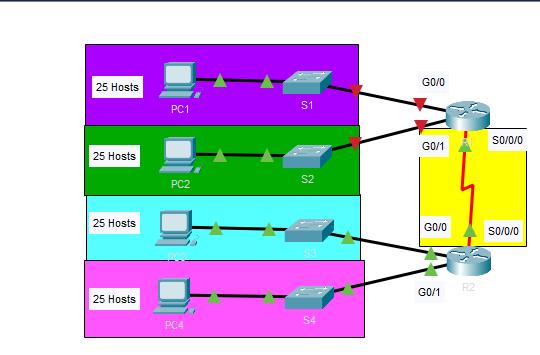 G0/0
25 Hosts
PC1
S1
S0/0/0
G0/1
25 Hosts
PC2
S2
25 Hosts
S3
G0/0
S0/0/0
R2
G0/1
25 Hosts
PC4
S4